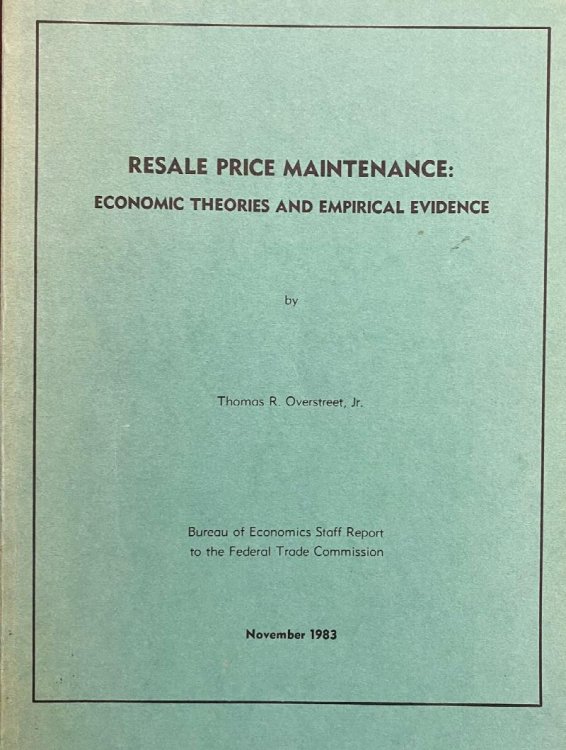 RESALE PRICE MAINTENANCE:
ECONOMIC THEORIES AND EMPIRICAL EVIDENCE
by
Thomas R. Overstreet, Jr.
Bureau of Economics Staff Report
to the Federal Trade Commission
November 1983